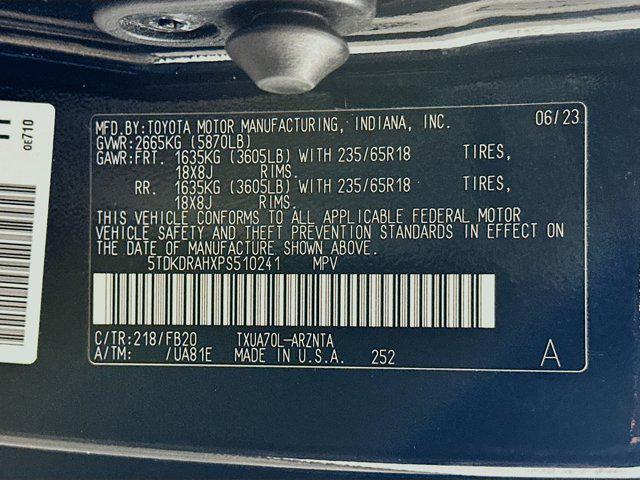 MFD.BY:TOYOTA MOTOR MANUFACTURING, INDIANA, INC. 06/23
GVWR:2665KG (5870LB)
GAWR:FRT. 1635KG (3605LB) WITH 235/65R18 TIRES,
18X8J RIMS.
RR. 1635KG (3605LB) WITH 235/65R18 TIRES,
18X8J RIMS.
THIS VEHICLE CONFORMS TO ALL APPLICABLE FEDERAL MOTOR
VEHICLE SAFETY AND THEFT PREVENTION STANDARDS IN EFFECT ON
THE DATE OF MANUFACTURE SHOWN ABOVE.
5TDKDRAHXPS510241 MPV
C/TR:218/FB20 TXUA70L-ARZNTA
A/TM: /UA81E MADE IN U.S.A. 252 A
0E710